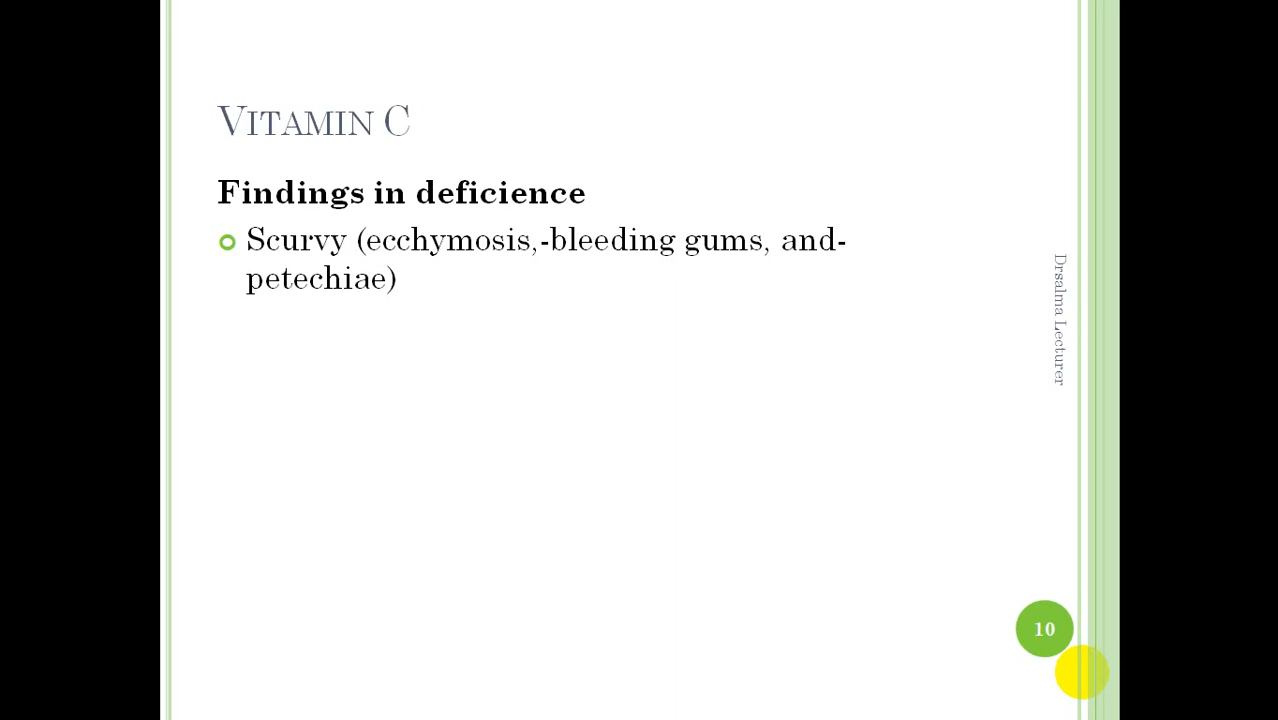 VITAMIN C
Findings in deficience
Scurvy (ecchymosis,-bleeding gums, and-
petechiae)
Drsalma Lecturer
10